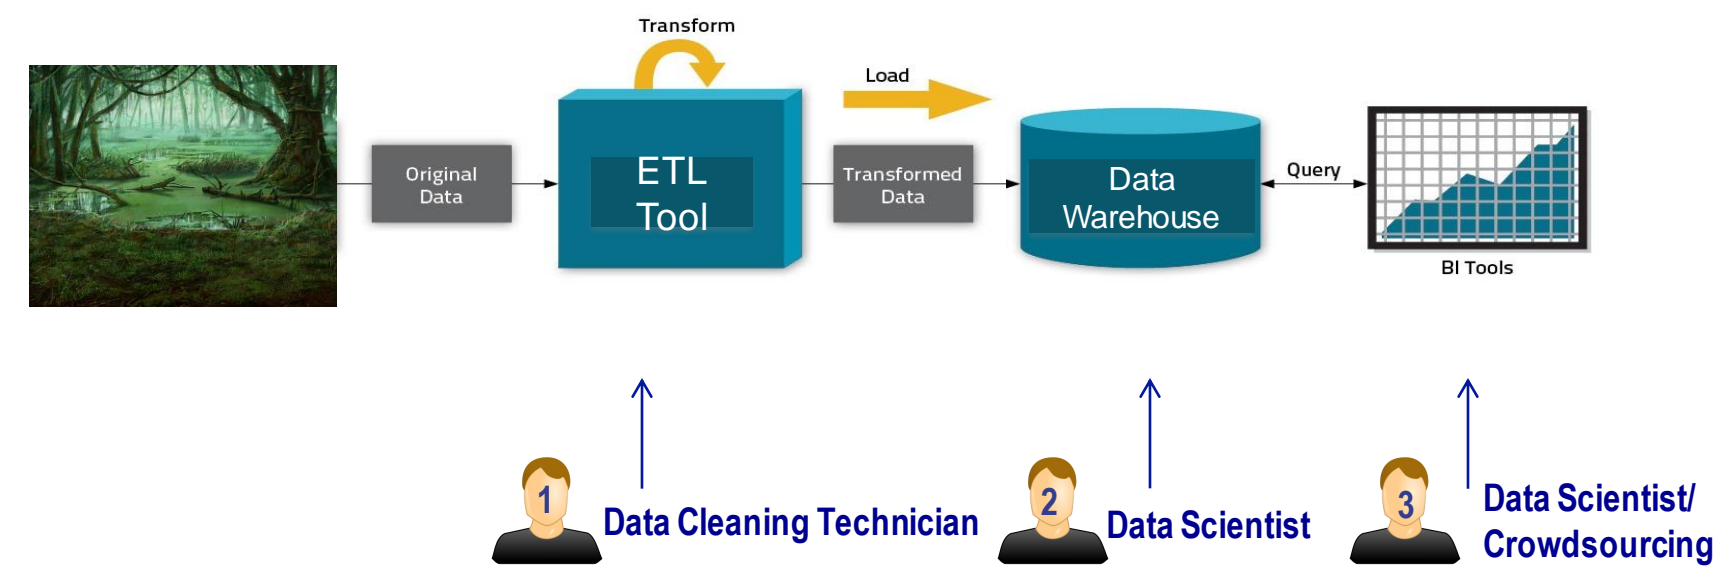 Transform
Load
Original
Data
ETL
Tool
Transformed
Data
Data
Warehouse
Query
BI Tools
1
Data Cleaning Technician
2
Data Scientist
3
Data Scientist/
Crowdsourcing